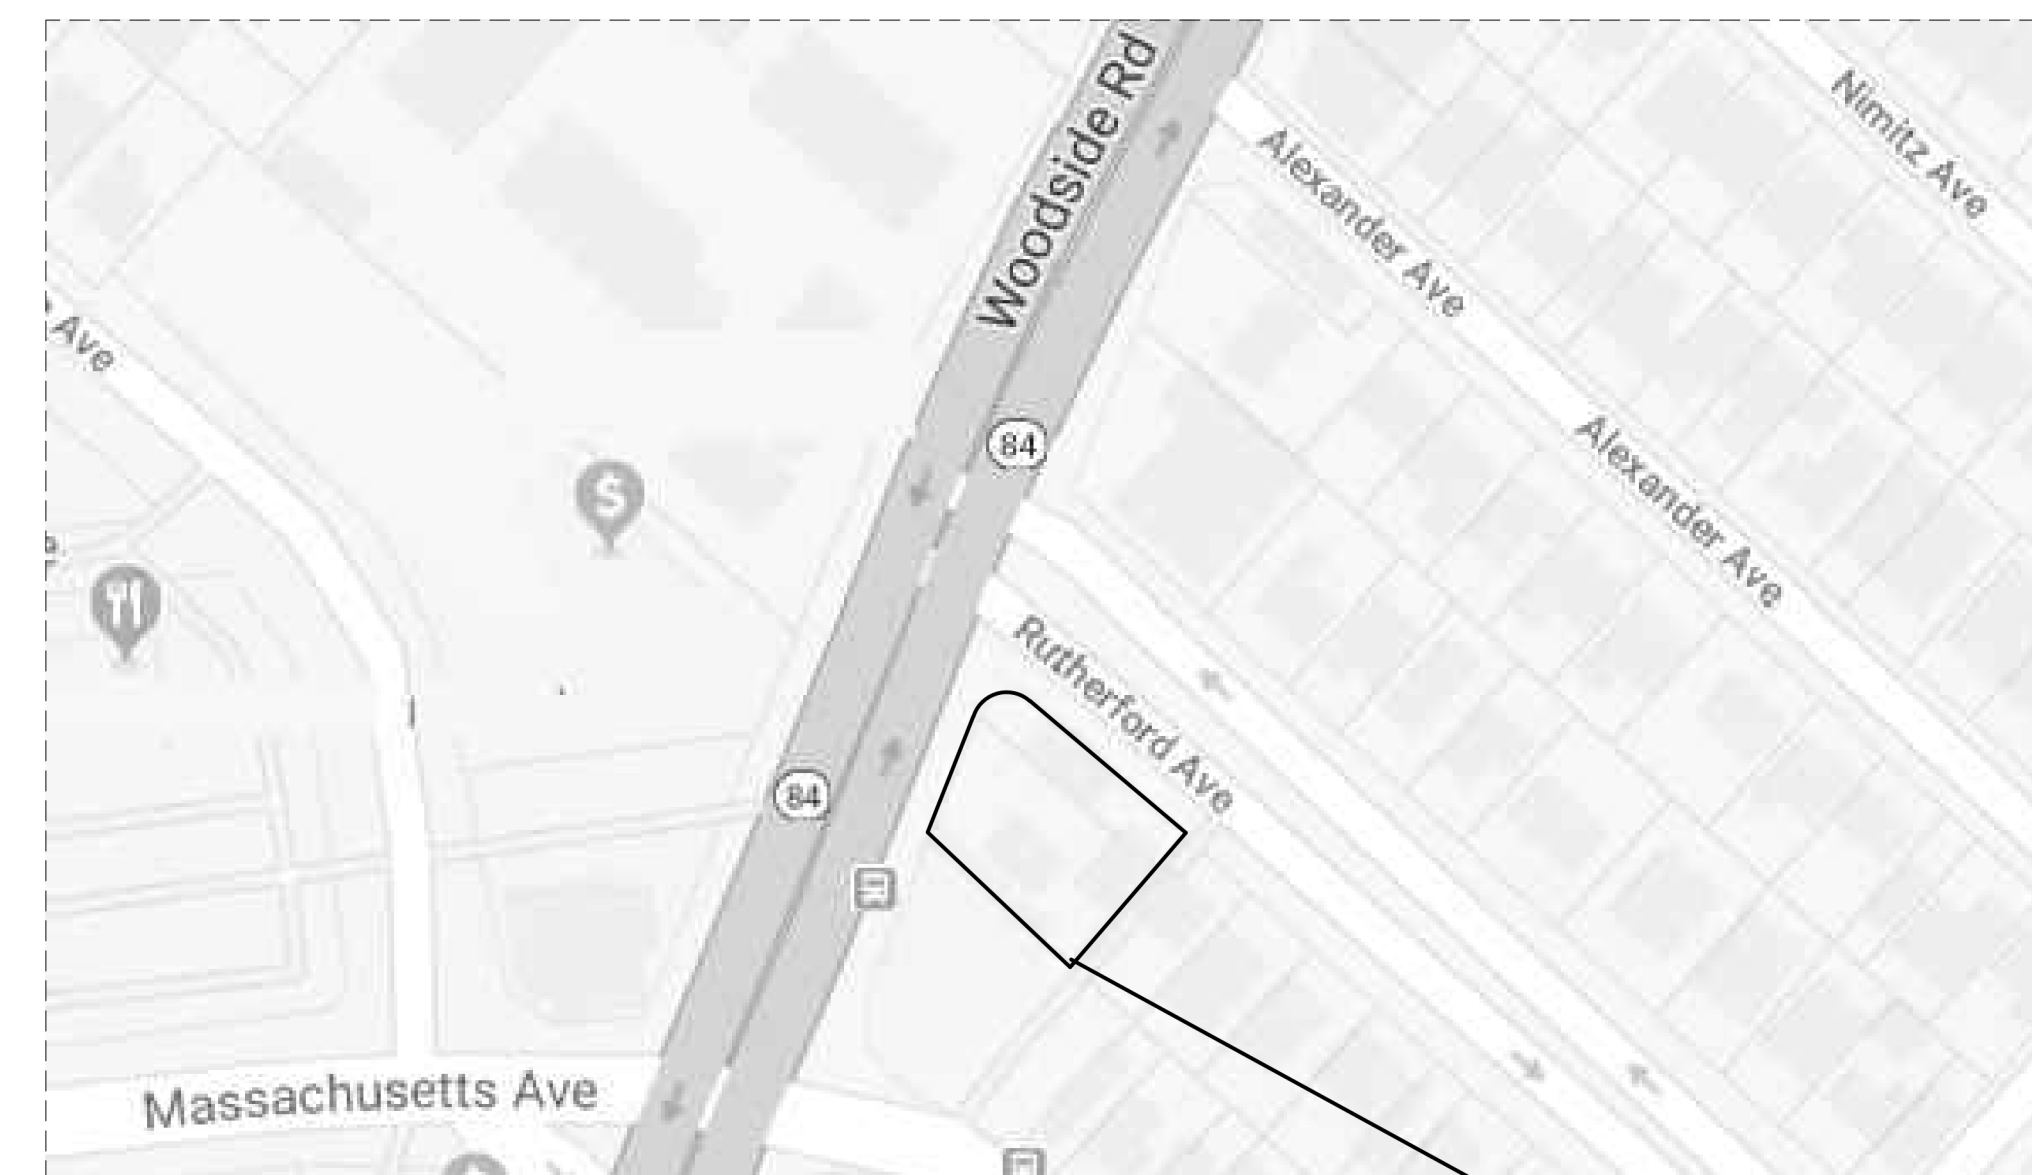 Woodside Rd
Nimitz Ave
Alexander Ave
Ave
84
Alexander Ave
$
Rutherford Ave
84
Massachusetts Ave